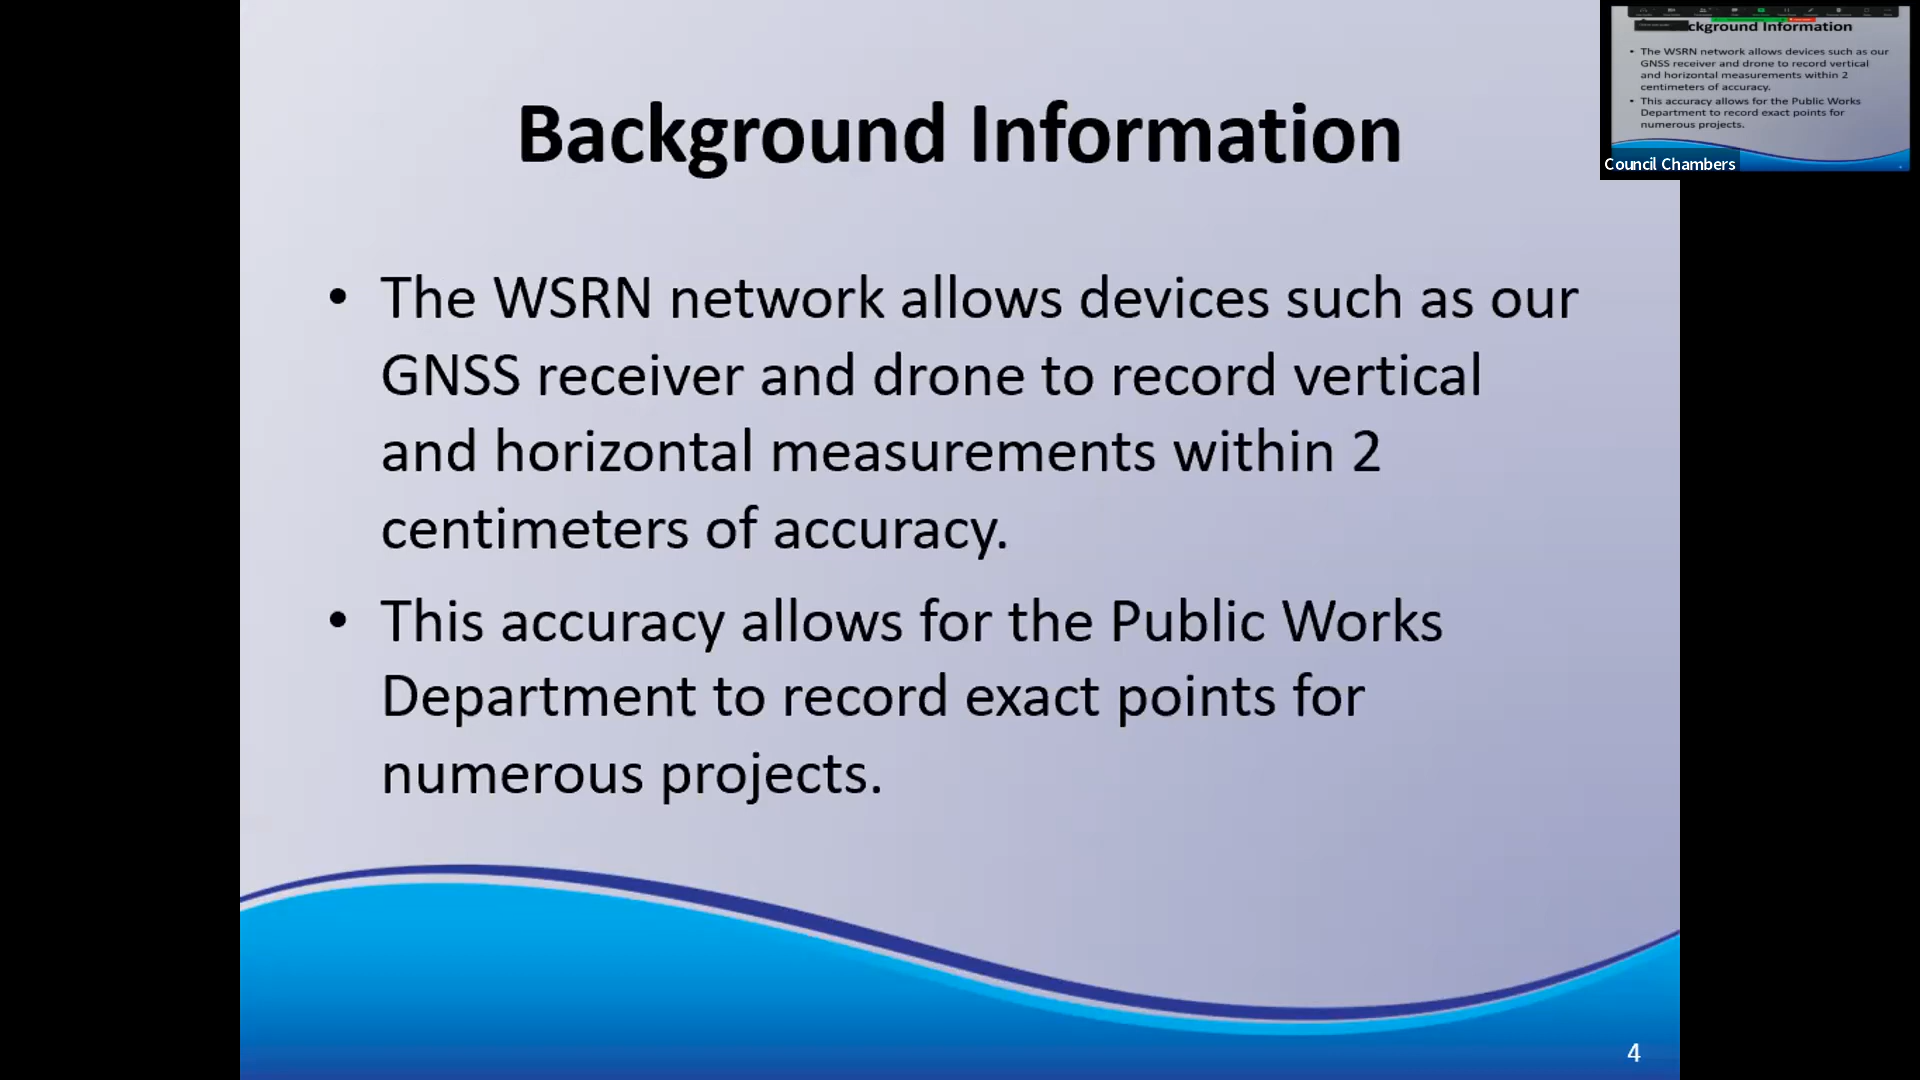 Background Information
• The WSRN network allows devices such as our
GNSS receiver and drone to record vertical
and horizontal measurements within 2
centimeters of accuracy.
• This accuracy allows for the Public Works
Department to record exact points for
numerous projects.
4
ckground Information
• The WSRN network allows devices such as our
GNSS receiver and drone to record vertical
and horizontal measurements within 2
centimeters of accuracy.
• This accuracy allows for the Public Works
Department to record exact points for
numerous projects.
Council Chambers